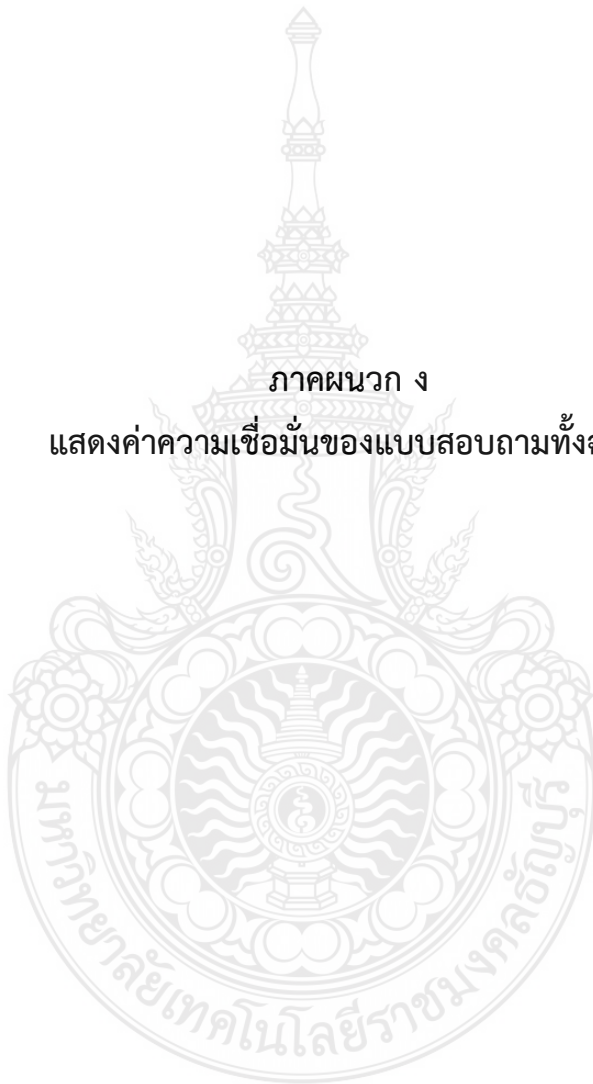 ภาคผนวก ง
แสดงค่าความเชื่อมั่นของแบบสอบถามทั้ง
มหาวิทยาลัยเทคโนโลยีราชมงคลธัญบุรี